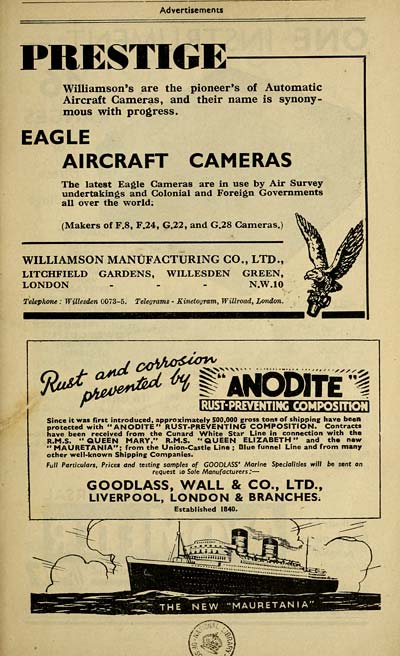 Advertisements
PRESTIGE
Williamson's are the pioneer's of Automatic
Aircraft Cameras, and their name is synony-
mous with progress.
EAGLE
AIRCRAFT CAMERAS
The latest Eagle Cameras are in use by Air Survey
undertakings and Colonial and Foreign Governments
all over the world.
(Makers of F.8, F.24, G.22, and G.28 Cameras.)
WILLIAMSON MANUFACTURING CO., LTD.,
LITCHFIELD GARDENS, WILLESDEN GREEN,
LONDON - - - N.W.10
Telephone : Willesden 0073-5. Telegrams - Kinetogram, Willroad, London.
Rust and corrosion
prevented by
"ANODITE"
RUST-PREVENTING COMPOSITION
Since it was first introduced, approximately 500,000 gross tons of shipping have been
protected with "ANODITE" RUST-PREVENTING COMPOSITION. Contracts
have been received from the Cunard White Star Line in connection with the
R.M.S. "QUEEN MARY," R.M.S. "QUEEN ELIZABETH" and the new
"MAURETANIA"; from the Union-Castle Line ; Blue funnel Line and from many
other well-known Shipping Companies.
Full Particulars, Prices and testing samples of GOODLASS' Marine Specialities will be sent on
request to Sole Manufacturers :—
GOODLASS, WALL & CO., LTD.,
LIVERPOOL, LONDON & BRANCHES.
Established 1840.
THE NEW "MAURETANIA"